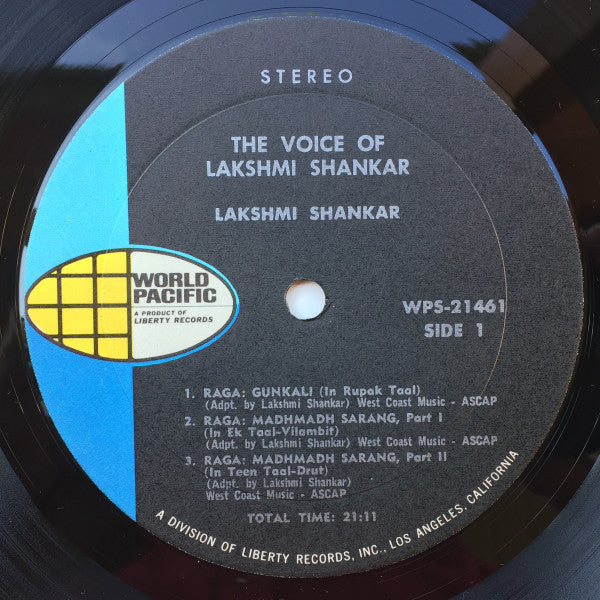 STEREO
THE VOICE OF
LAKSHMI SHANKAR
LAKSHMI SHANKAR
WORLD
PACIFIC
A PRODUCT OF
LIBERTY RECORDS
WPS-21461
SIDE 1
1. RAGA: GUNKALI (In Rupak Taal)
(Adpt. by Lakshmi Shankar) West Coast Music - ASCAP
2. RAGA: MADHMADH SARANG, Part I
(In Ek Taal-Vilambit)
(Adpt. by Lakshmi Shankar) West Coast Music - ASCAP
3. RAGA: MADHMADH SARANG, Part II
(In Teen Taal-Drut)
(Adpt. by Lakshmi Shankar)
West Coast Music - ASCAP
TOTAL TIME: 21:11
A DIVISION OF LIBERTY RECORDS, INC., LOS ANGELES, CALIFORNIA